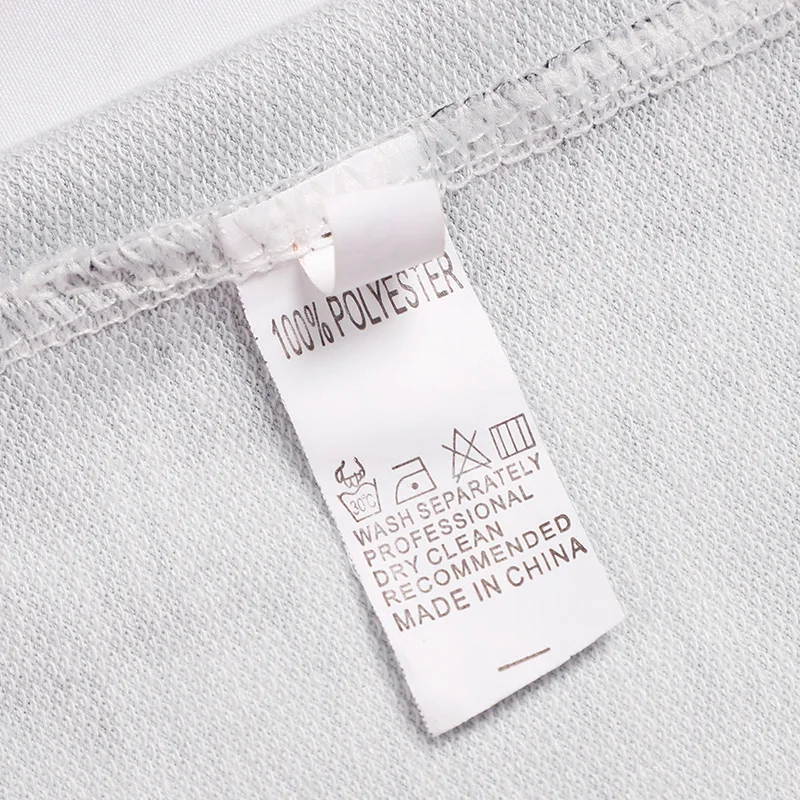 100% POLYESTER
30°C
WASH SEPARATELY
PROFESSIONAL
DRY CLEAN
RECOMMENDED
MADE IN CHINA